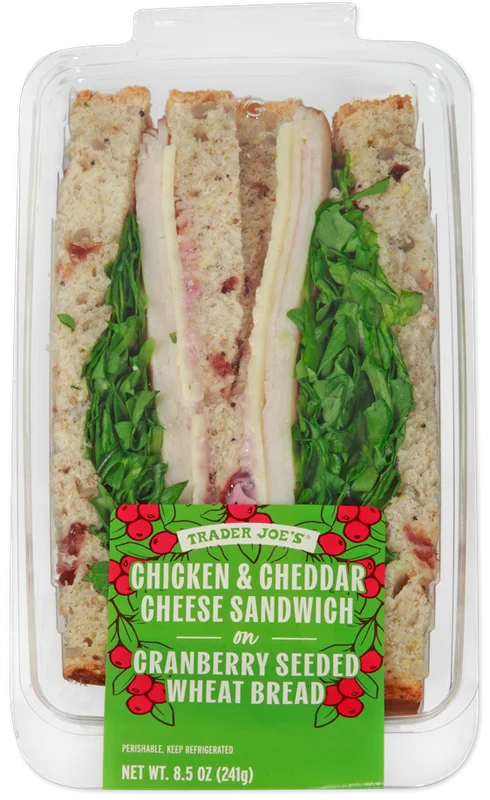 TRADER JOE'S®
CHICKEN & CHEDDAR
CHEESE SANDWICH
on
CRANBERRY SEEDED
WHEAT BREAD
PERISHABLE, KEEP REFRIGERATED
NET WT. 8.5 OZ (241g)